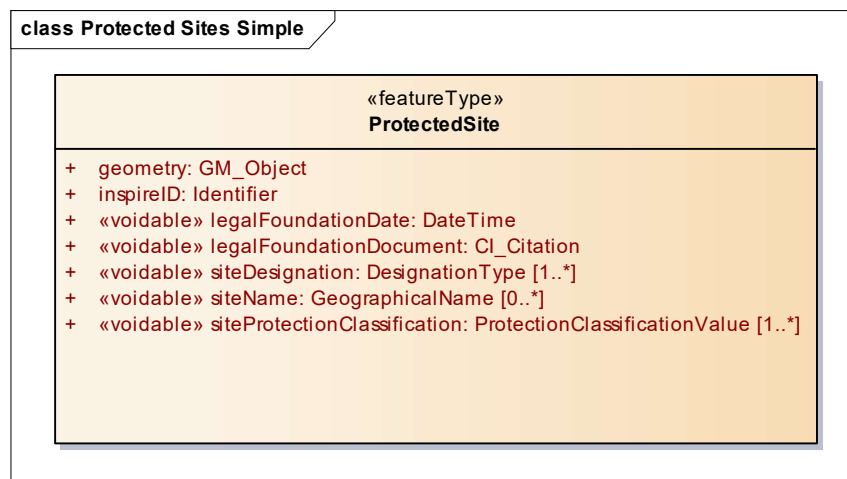 class Protected Sites Simple
«featureType»
ProtectedSite
+ geometry: GM_Object
+ inspireID: Identifier
+ «voidable» legalFoundationDate: DateTime
+ «voidable» legalFoundationDocument: CI_Citation
+ «voidable» siteDesignation: DesignationType [1..*]
+ «voidable» siteName: GeographicalName [0..*]
+ «voidable» siteProtectionClassification: ProtectionClassificationValue [1..*]